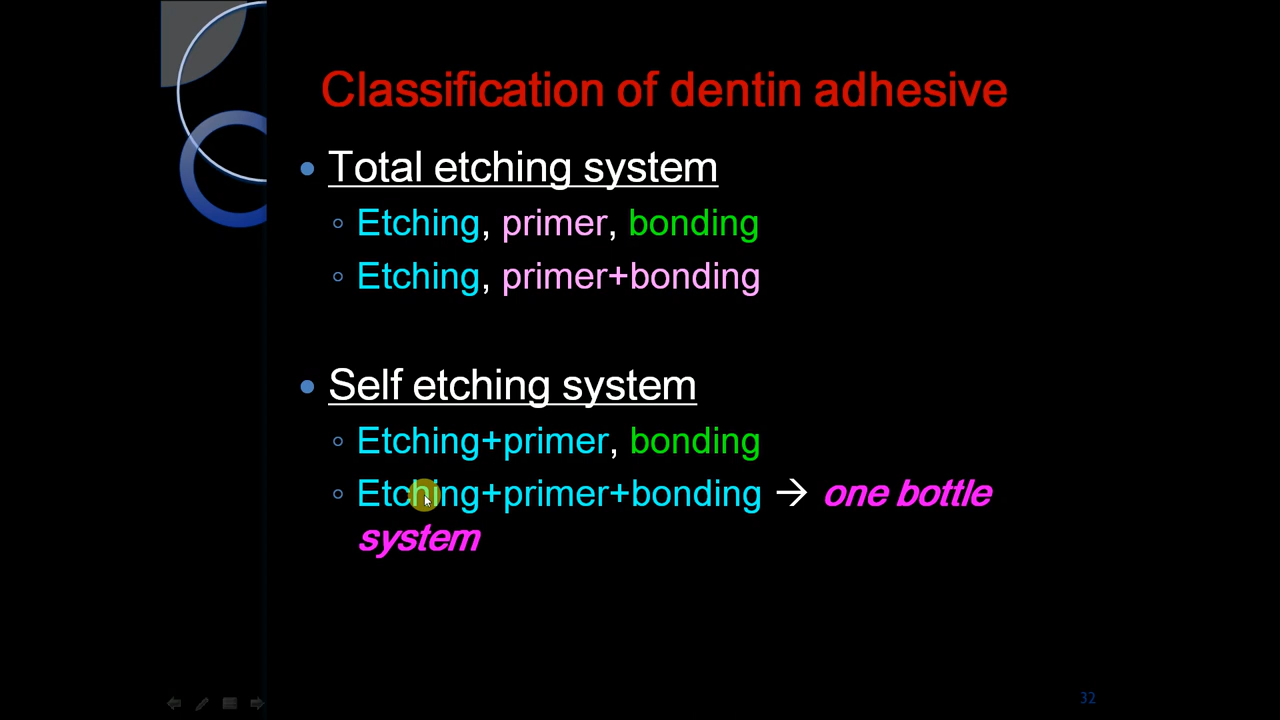 Classification of dentin adhesive
Total etching system
Etching, primer, bonding
Etching, primer+bonding
Self etching system
Etching+primer, bonding
Etching+primer+bonding → one bottle
system
32